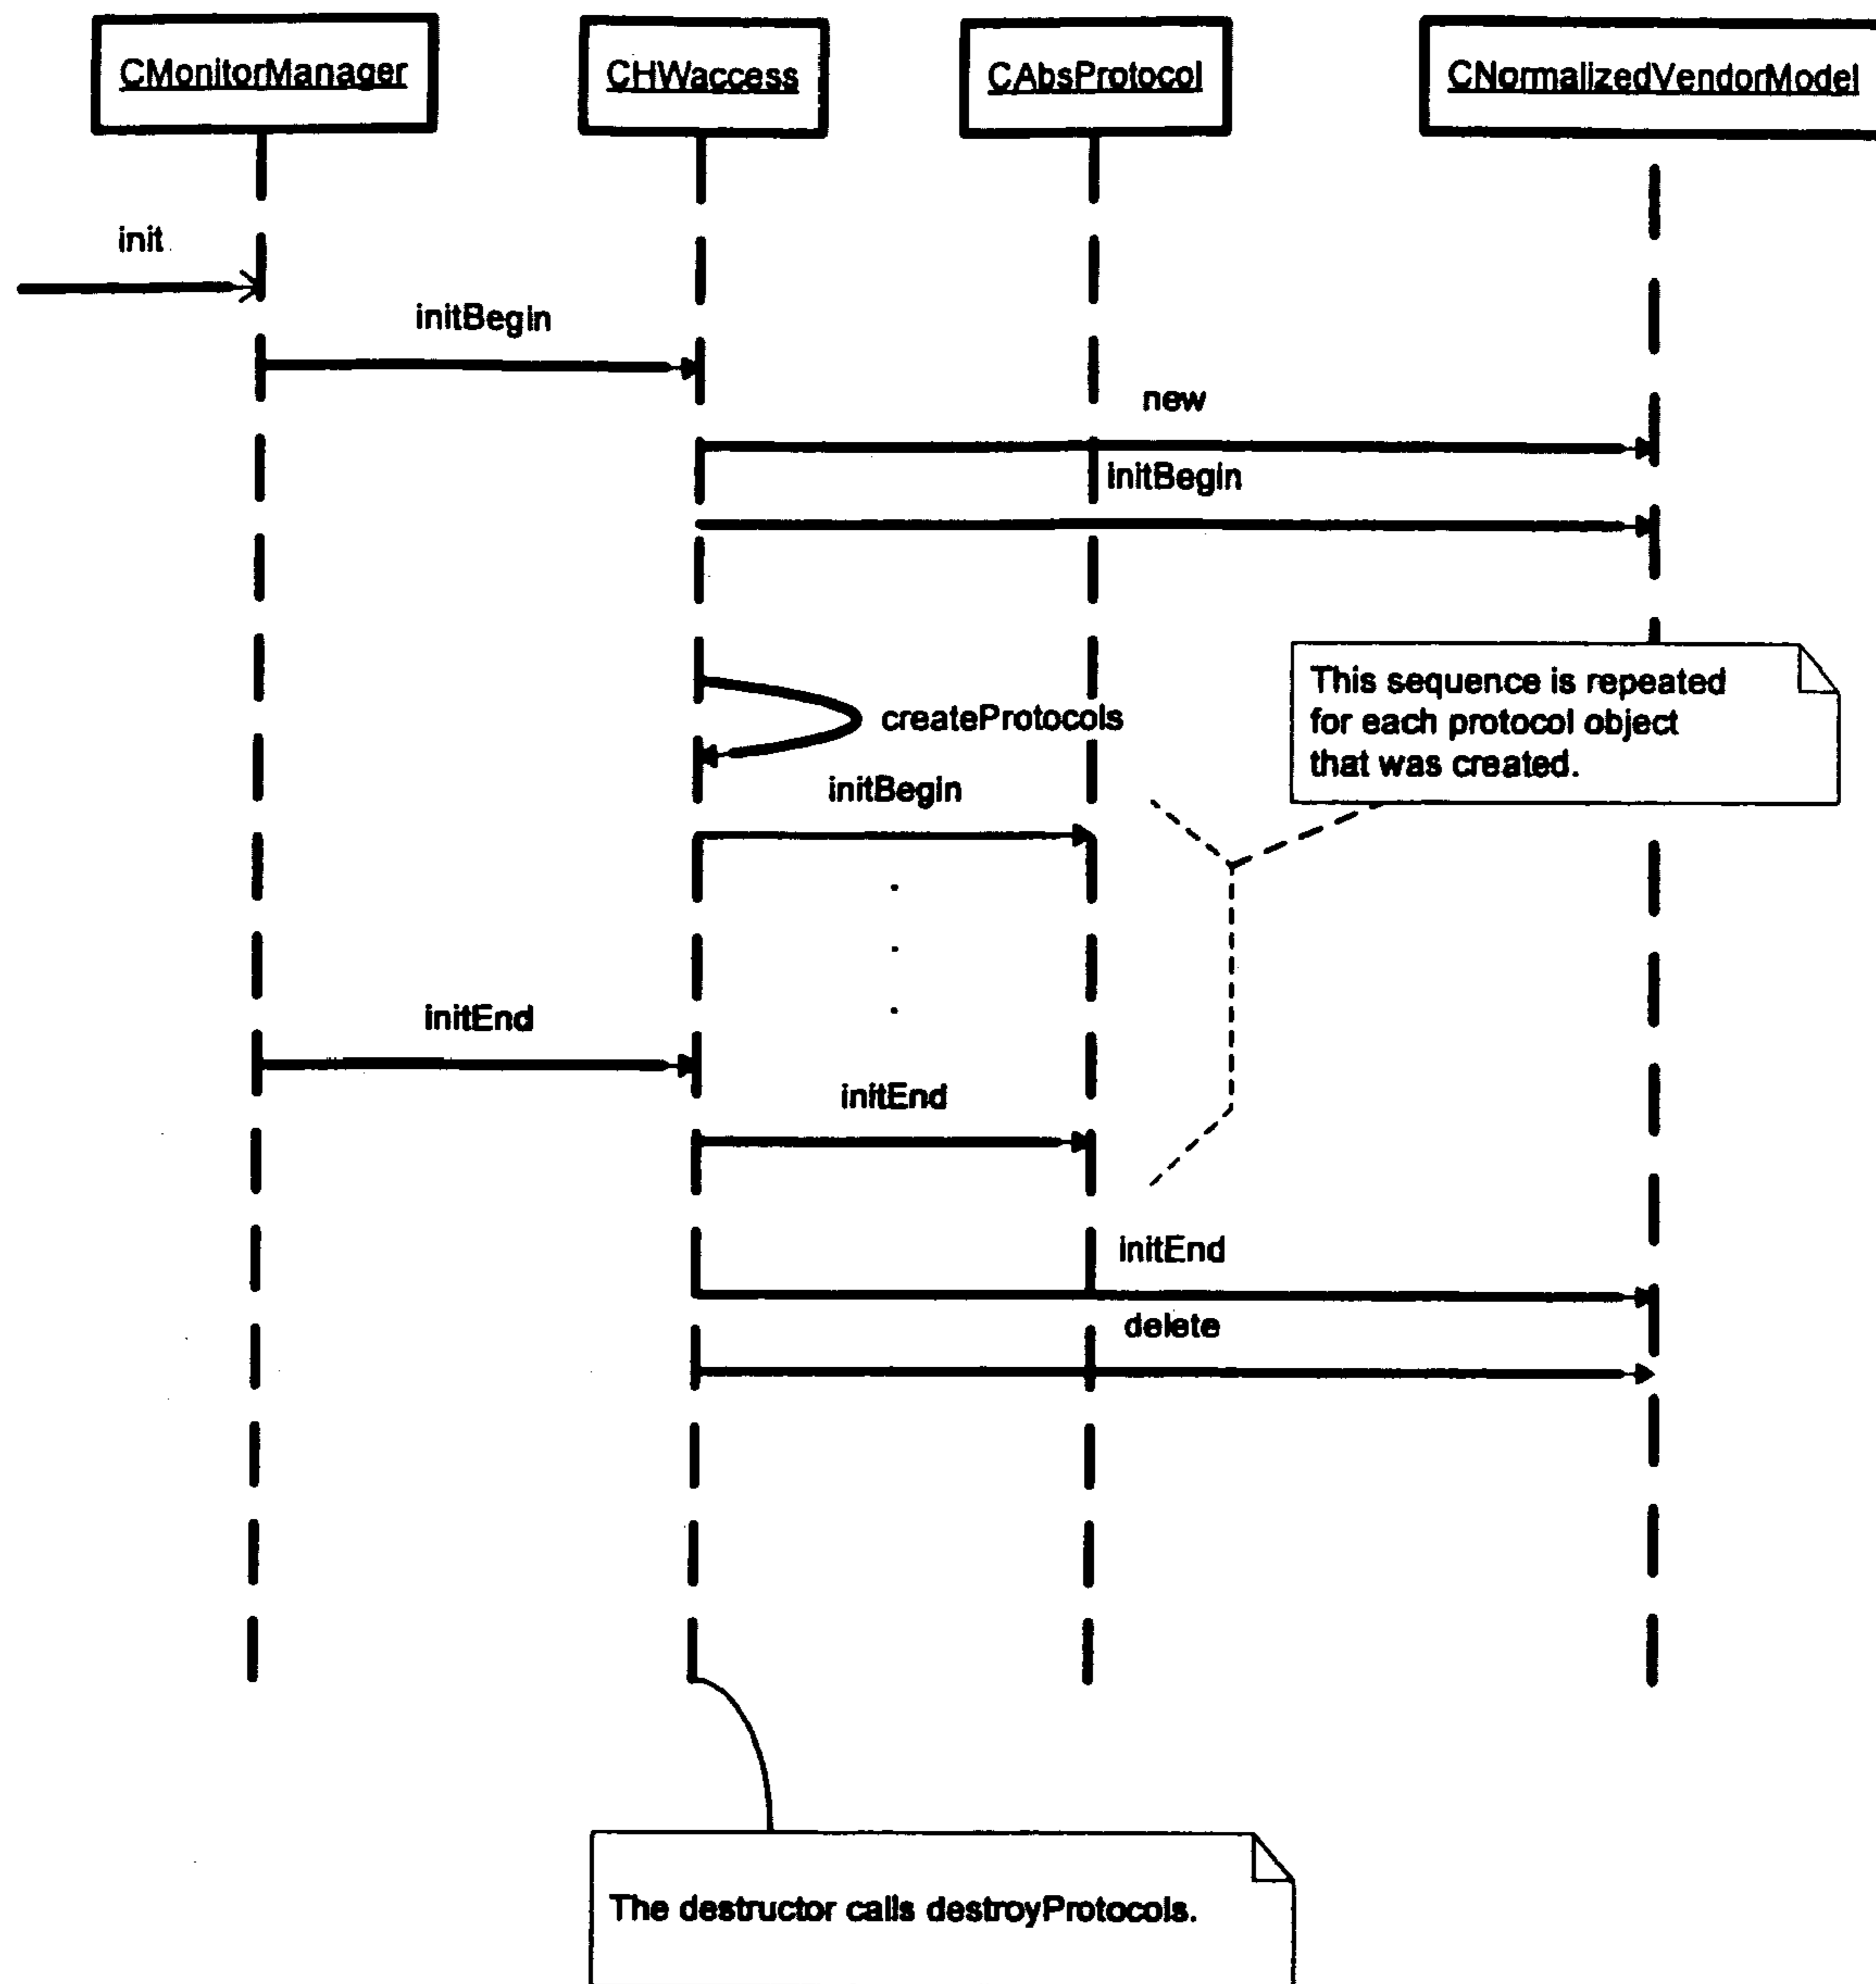 CMonitorManager
CHWaccess
CAbsProtocol
CNormalizedVendorModel
init
initBegin
new
initBegin
createProtocols
This sequence is repeated
for each protocol object
that was created.
initBegin
initEnd
initEnd
initEnd
delete
The destructor calls destroyProtocols.